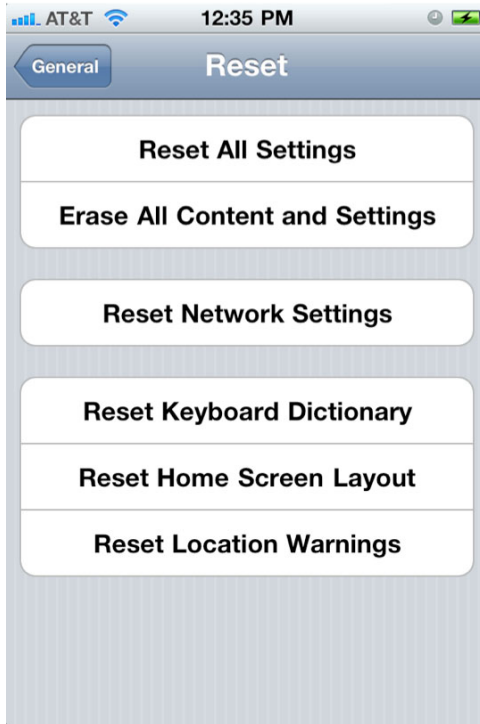 AT&T 12:35 PM
General Reset
Reset All Settings
Erase All Content and Settings
Reset Network Settings
Reset Keyboard Dictionary
Reset Home Screen Layout
Reset Location Warnings